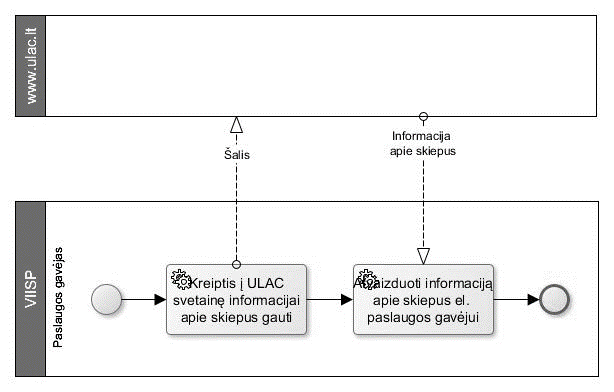 www.ulac.lt
Šalis
Informacija
apie skiepus
VIISP
Paslaugos gavėjas
Kreiptis į ULAC
svetainę informacijai
apie skiepus gauti
Atvaizduoti informaciją
apie skiepus el.
paslaugos gavėjui